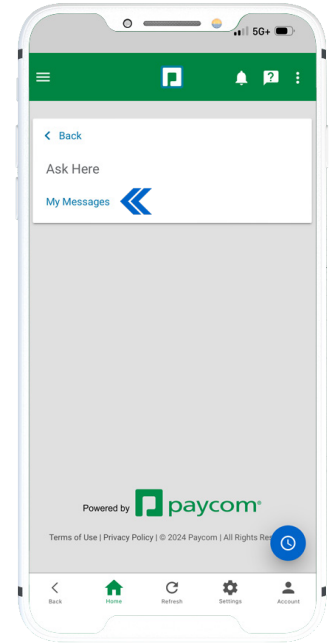 5G+
?
Back
Ask Here
My Messages
Powered by paycom®
Terms of Use | Privacy Policy | © 2024 Paycom | All Rights
Back Home Refresh Settings Account